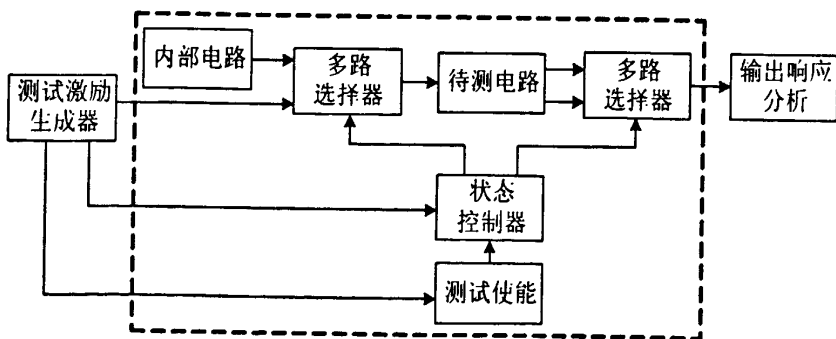 内部电路
多路
选择器
待测电路
多路
选择器
输出响应
分析
测试激励
生成器
状态
控制器
测试使能